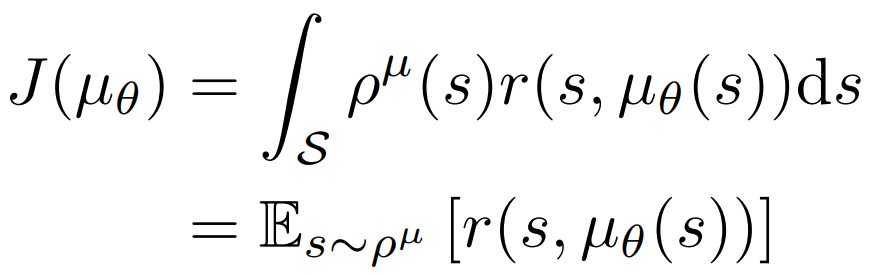 J(μ_θ) = ∫_𝒮 ρ^μ(s)r(s, μ_θ(s))ds
= 𝔼_{s∼ρ^μ} [r(s, μ_θ(s))]